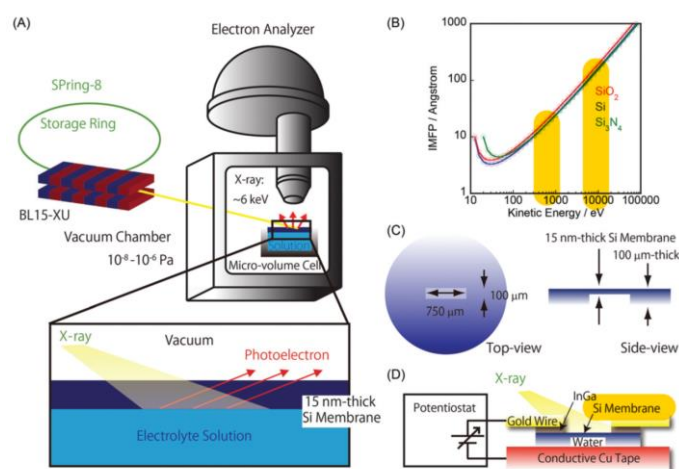 (A)
Electron Analyzer
SPring-8
Storage Ring
BL15-XU
X-ray:
~6 keV
Solution
Vacuum Chamber
10⁻⁸ -10⁻⁶ Pa
Micro-volume Cell
X-ray
Vacuum
Photoelectron
15 nm-thick
Si Membrane
Electrolyte Solution
(B)
IMFP / Angstrom
1000
100
10
1
SiO₂
Si
Si₃N₄
1 10 100 1000 10000 100000
Kinetic Energy / eV
(C)
15 nm-thick Si Membrane
100 μm-thick
100 μm
750 μm
Top-view
Side-view
(D)
X-ray
InGa
Si Membrane
Potentiostat
Gold Wire
Water
Conductive Cu Tape